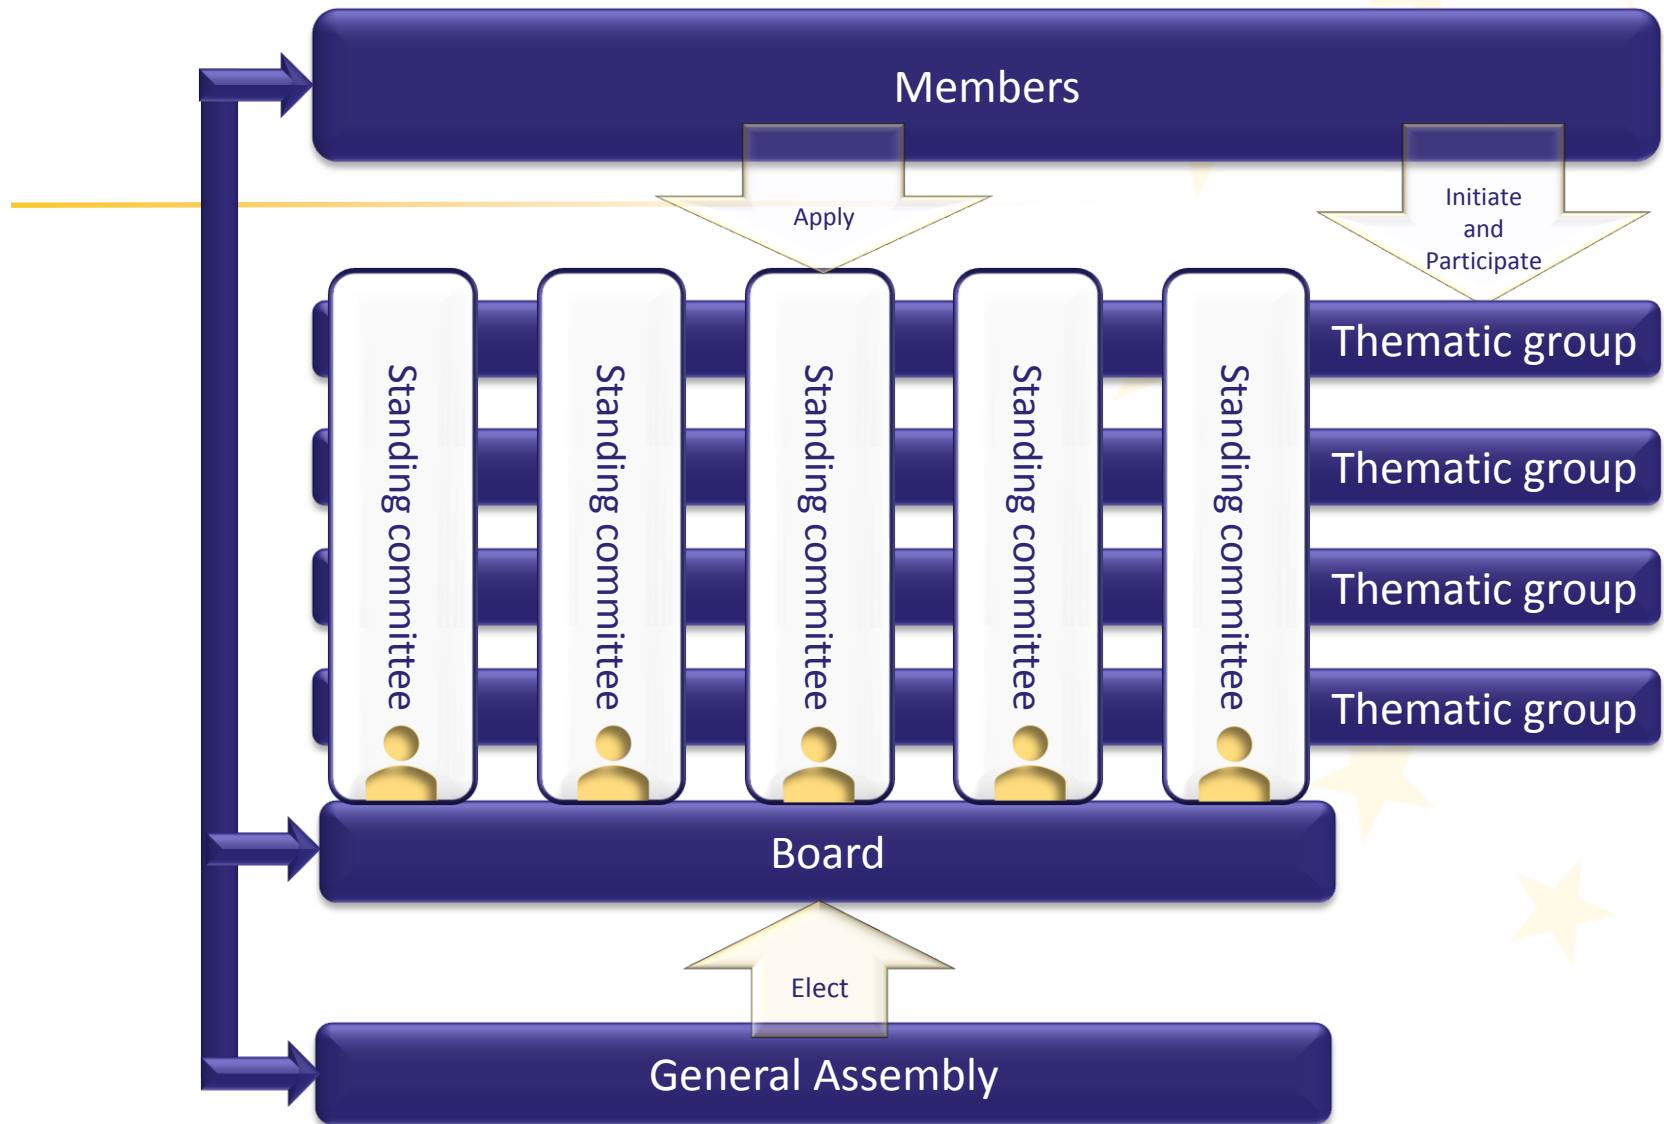 Members
Apply
Initiate
and
Participate
Standing committee
Standing committee
Standing committee
Standing committee
Standing committee
Thematic group
Thematic group
Thematic group
Thematic group
Board
Elect
General Assembly